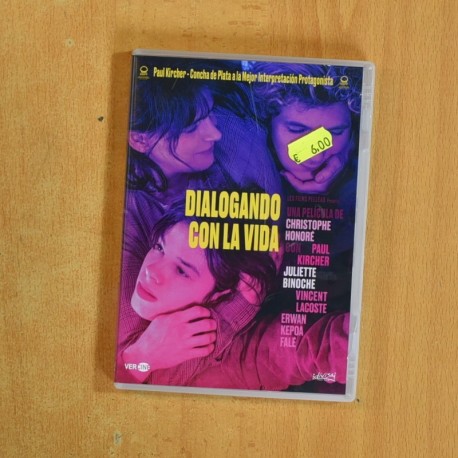 Paul Kircher - Concha de Plata a la Mejor Interpretación Protagonista
€ 6,00
DIALOGANDO
CON LA VIDA
UNA PELÍCULA DE
CHRISTOPHE
HONORÉ
CON PAUL
KIRCHER
JULIETTE
BINOCHE
VINCENT
LACOSTE
ERWAN
KEPOA
FALÉ
VER